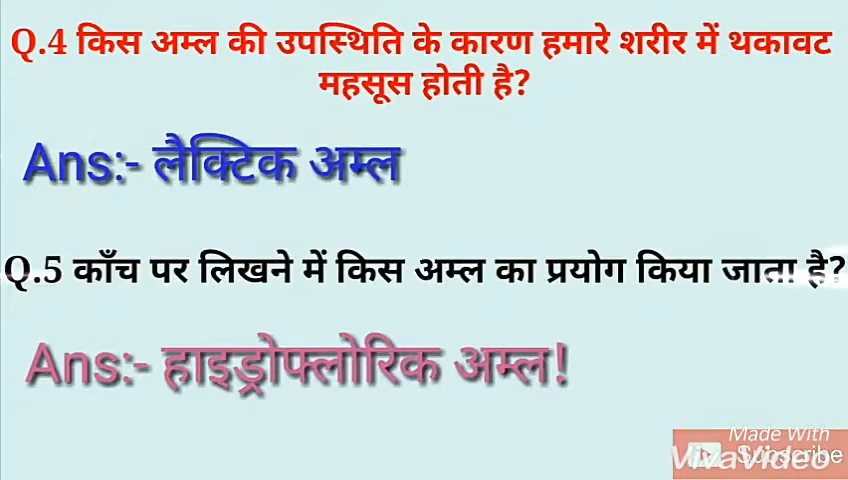 Q.4 किस अम्ल की उपस्थिति के कारण हमारे शरीर में थकावट
महसूस होती है?
Ans:- लैक्टिक अम्ल
Q.5 काँच पर लिखने में किस अम्ल का प्रयोग किया जाता है?
Ans:- हाइड्रोफ्लोरिक अम्ल!
Made With
Subscribe
VivaVideo